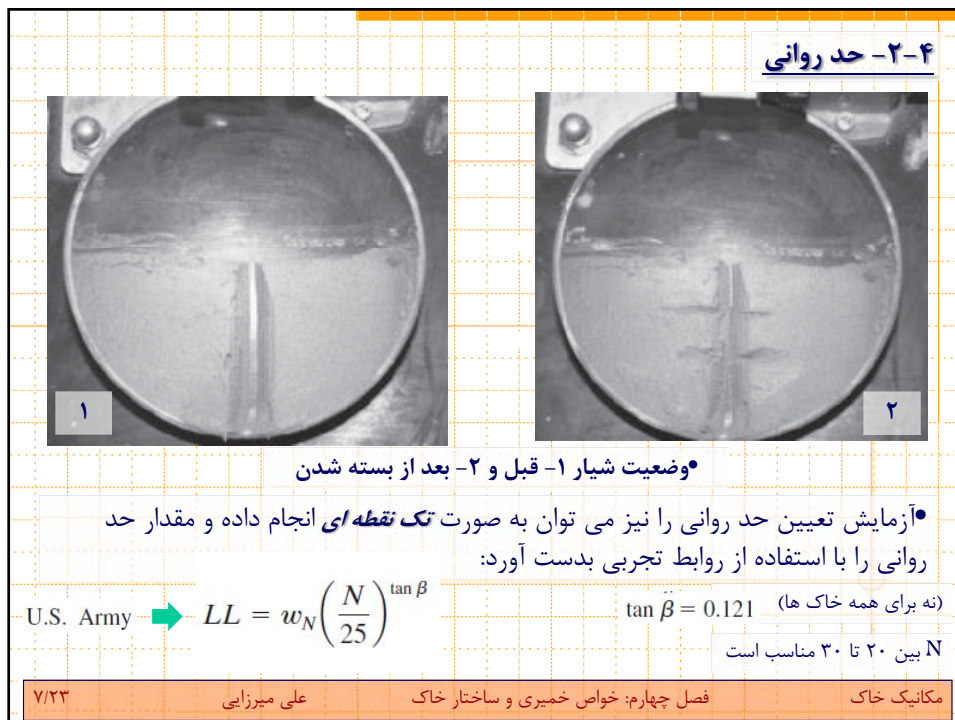 ۴-۲- حد روانی
۱
۲
•وضعیت شیار ۱- قبل و ۲- بعد از بسته شدن
•آزمایش تعیین حد روانی را نیز می توان به صورت تک نقطه ای انجام داده و مقدار حد
روانی را با استفاده از روابط تجربی بدست آورد:
U.S. Army LL = w_N(N/25)^tan β
tan β = 0.121 (نه برای همه خاک ها)
N بین ۲۰ تا ۳۰ مناسب است
مکانیک خاک فصل چهارم: خواص خمیری و ساختار خاک علی میرزایی ۷/۲۳